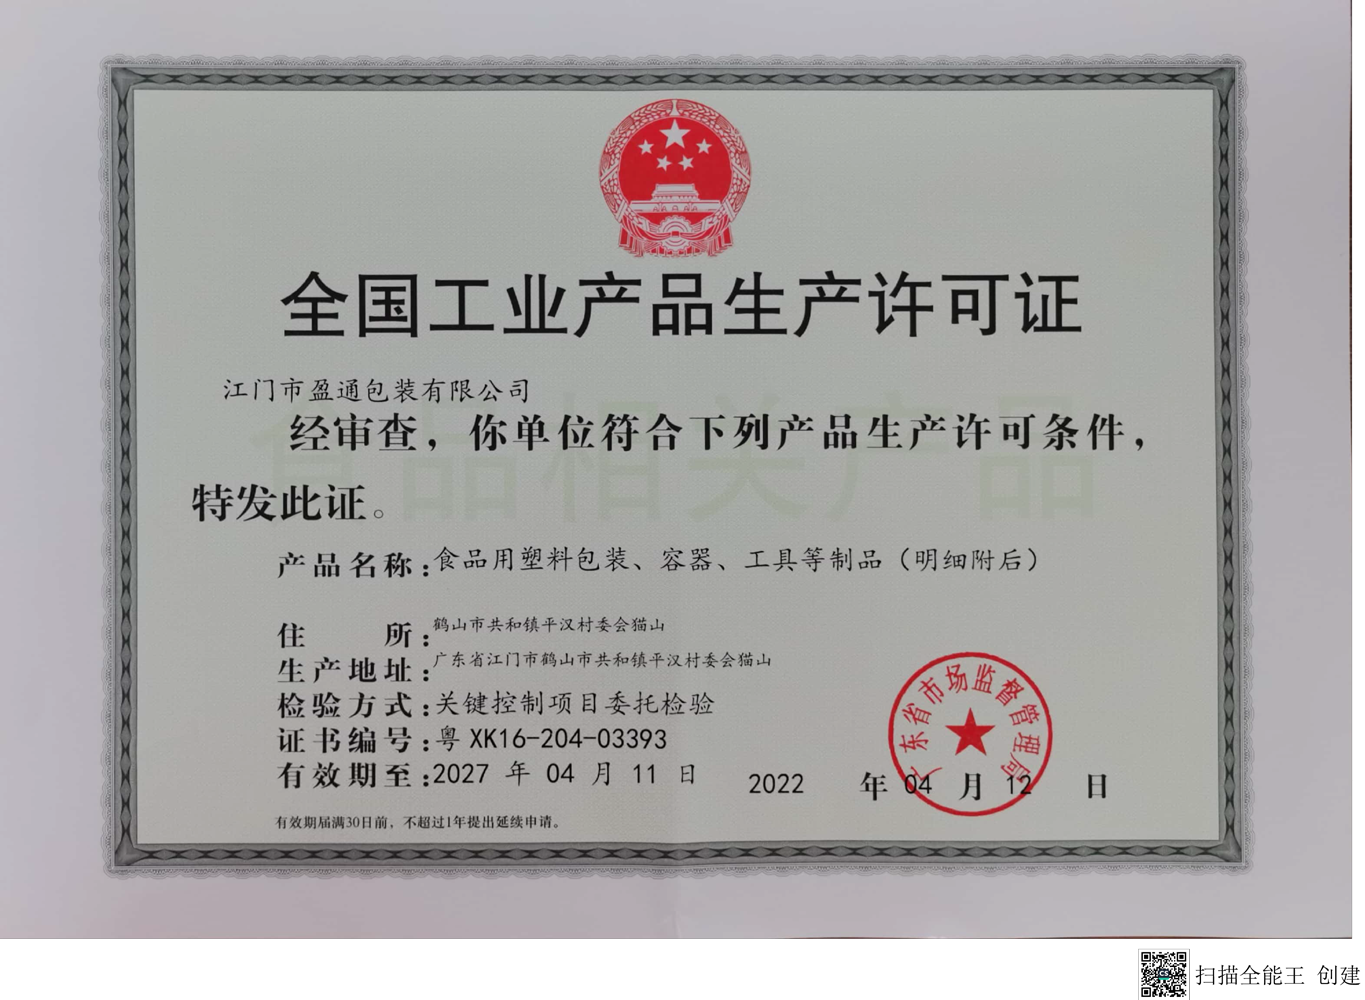 全国工业产品生产许可证
食品相关产品
江门市盈通包装有限公司
经审查，你单位符合下列产品生产许可条件，
特发此证。
产品名称：食品用塑料包装、容器、工具等制品（明细附后）
住所：鹤山市共和镇平汉村委会猫山
生产地址：广东省江门市鹤山市共和镇平汉村委会猫山
检验方式：关键控制项目委托检验
证书编号：粤 XK16-204-03393
有效期至：2027 年 04 月 11 日
2022 年 04 月 12 日
广东省市场监督管理局
有效期届满30日前，不超过1年提出延续申请。
扫描全能王 创建